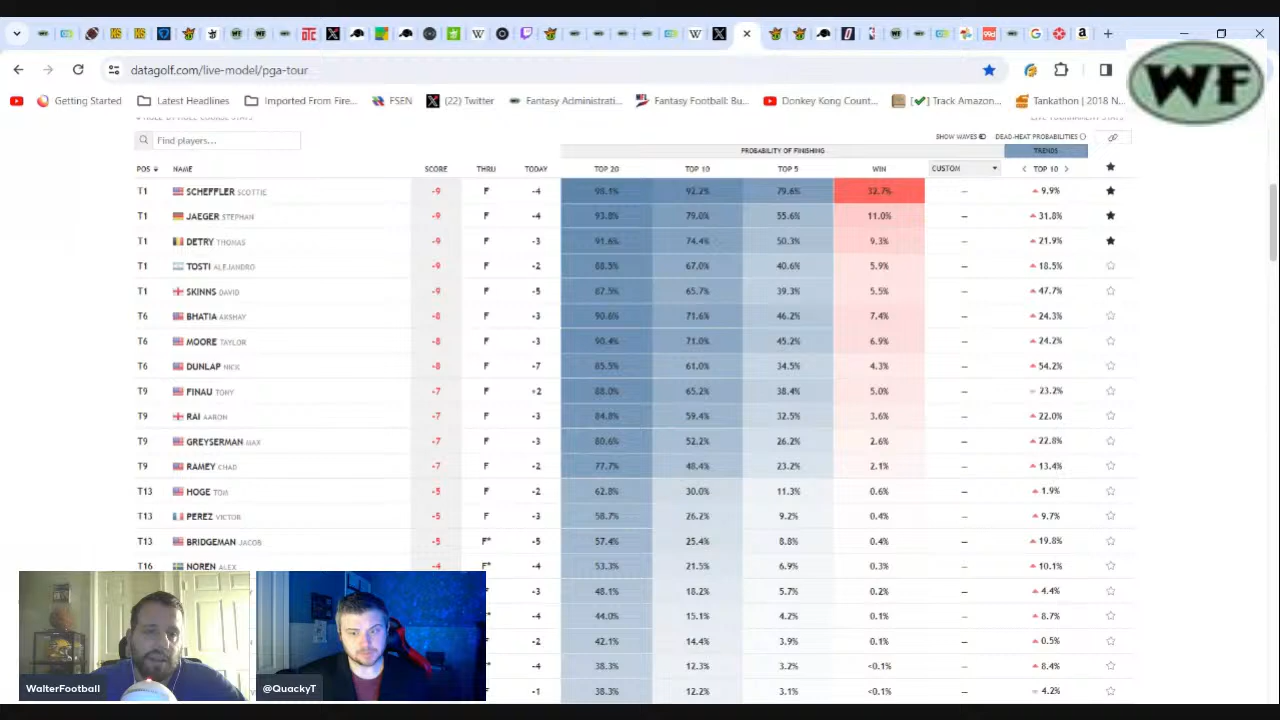 datagolf.com/live-model/pga-tour
Getting Started Latest Headlines Imported From Fire... FSEN (22) Twitter Fantasy Administrati... Fantasy Football: Bu... Donkey Kong Count... Track Amazon... Tankathon | 2018 N...
WF
Find players...
SHOW WAVES DEAD-HEAT PROBABILITIES
PROBABILITY OF FINISHING TRENDS
POS NAME SCORE THRU TODAY TOP 20 TOP 10 TOP 5 WIN CUSTOM TOP 10
T1 SCHEFFLER SCOTTIE -9 F -4 98.1% 92.2% 79.6% 32.7% — 9.9%
T1 JAEGER STEPHAN -9 F -4 93.8% 79.0% 55.6% 11.0% — 31.8%
T1 DETRY THOMAS -9 F -3 91.6% 74.4% 50.3% 9.3% — 21.9%
T1 TOSTI ALEJANDRO -9 F -2 88.5% 67.0% 40.6% 5.9% — 18.5%
T1 SKINNS DAVID -9 F -5 87.5% 65.7% 39.3% 5.5% — 47.7%
T6 BHATIA AKSHAY -8 F -3 90.6% 71.6% 46.2% 7.4% — 24.3%
T6 MOORE TAYLOR -8 F -3 90.4% 71.0% 45.2% 6.9% — 24.2%
T6 DUNLAP NICK -8 F -7 85.5% 61.0% 34.5% 4.3% — 54.2%
T9 FINAU TONY -7 F +2 88.0% 65.2% 38.4% 5.0% — 23.2%
T9 RAI AARON -7 F -3 84.8% 59.4% 32.5% 3.6% — 22.0%
T9 GREYSERMAN MAX -7 F -3 80.6% 52.2% 26.2% 2.6% — 22.8%
T9 RAMEY CHAD -7 F -2 77.7% 48.4% 23.2% 2.1% — 13.4%
T13 HOGE TOM -5 F -2 62.8% 30.0% 11.3% 0.6% — 1.9%
T13 PEREZ VICTOR -5 F -3 58.7% 26.2% 9.2% 0.4% — 9.7%
T13 BRIDGEMAN JACOB -5 F* -5 57.4% 25.4% 8.8% 0.4% — 19.8%
T16 NOREN ALEX -4 F* -4 53.3% 21.5% 6.9% 0.3% — 10.1%
-3 48.1% 18.2% 5.7% 0.2% — 4.4%
-4 44.0% 15.1% 4.2% 0.1% — 8.7%
-2 42.1% 14.4% 3.9% 0.1% — 0.5%
-4 38.3% 12.3% 3.2% <0.1% — 8.4%
-1 38.3% 12.2% 3.1% <0.1% — 4.2%
WalterFootball @QuackyT